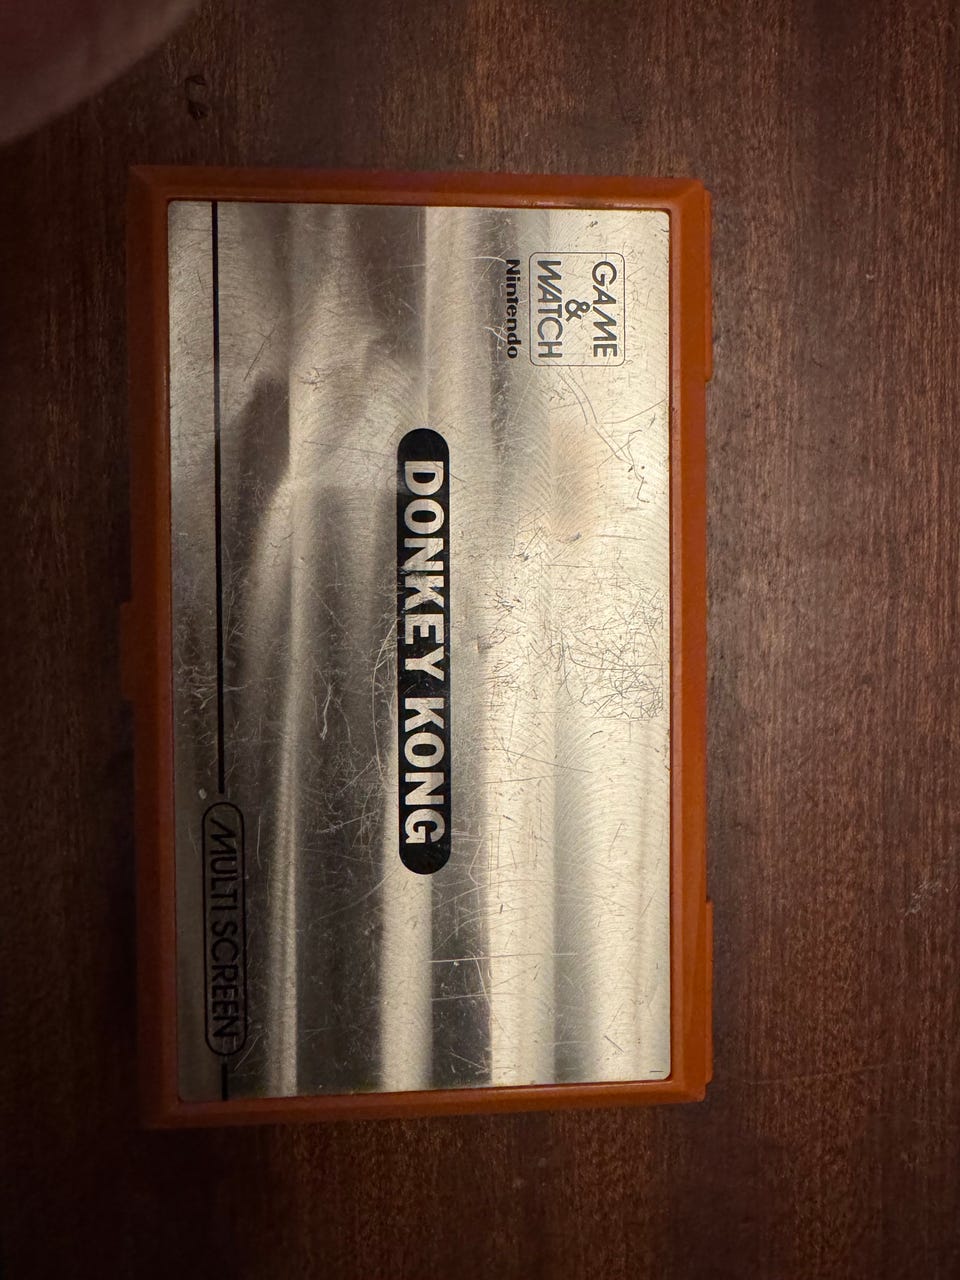 GAME
&
WATCH
Nintendo
DONKEY KONG
MULTI SCREEN